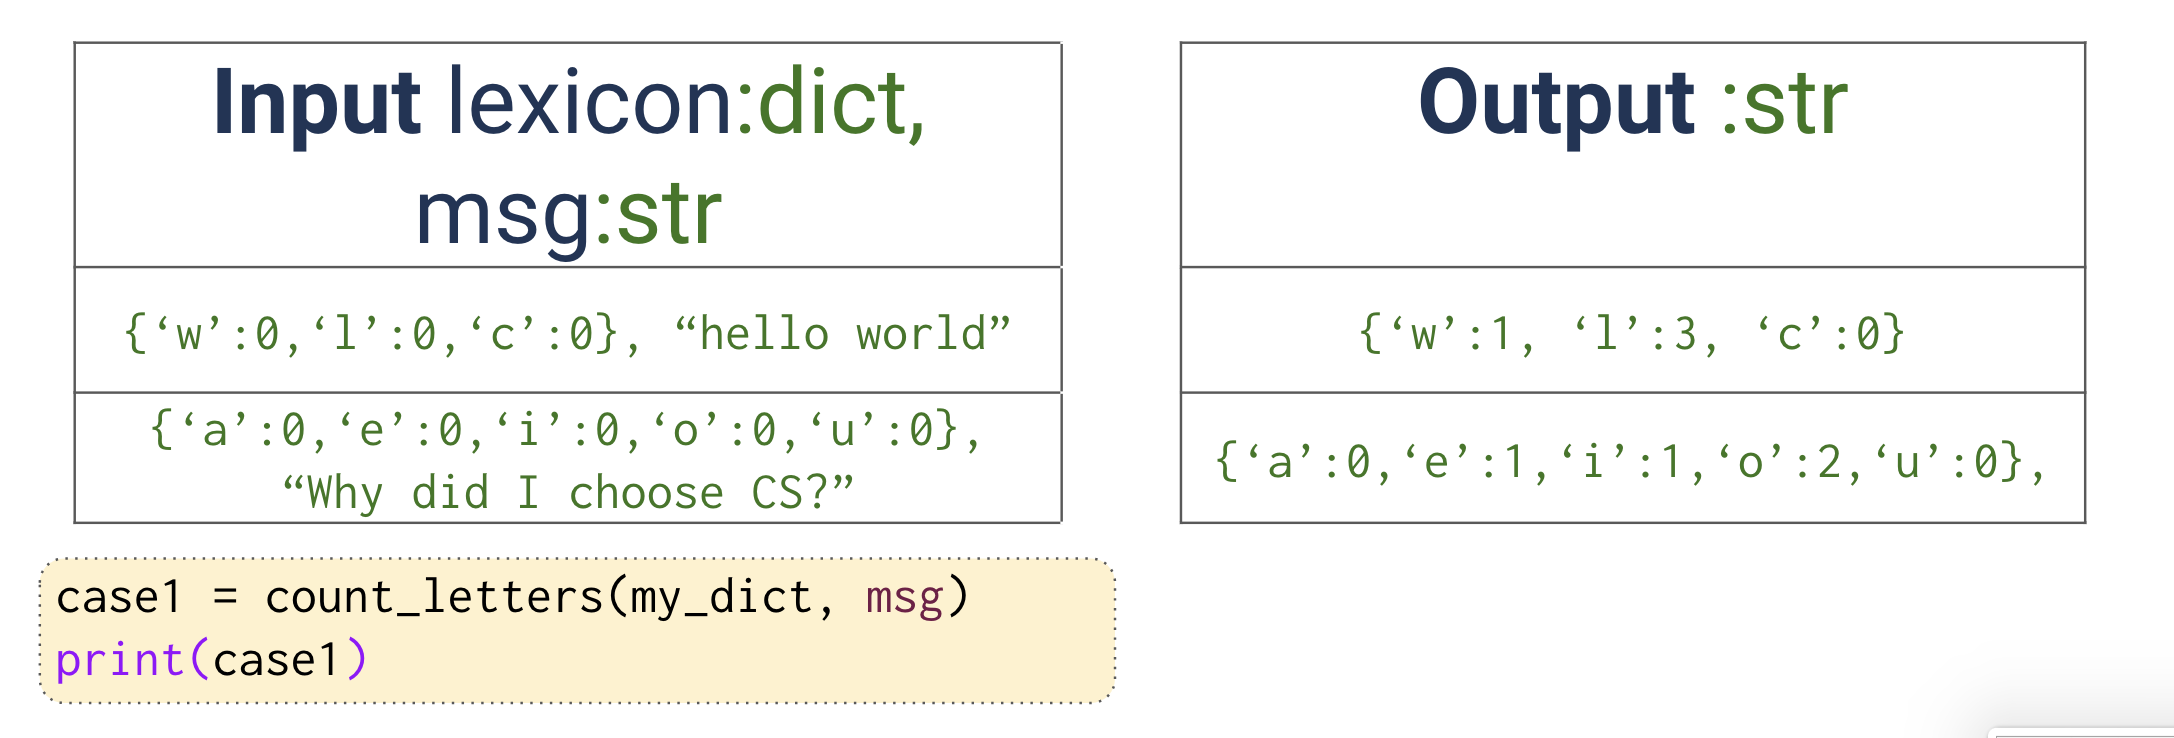 Input lexicon:dict,
msg:str
Output :str
{‘w’:0,‘l’:0,‘c’:0}, “hello world”
{‘w’:1, ‘l’:3, ‘c’:0}
{‘a’:0,‘e’:0,‘i’:0,‘o’:0,‘u’:0},
“Why did I choose CS?”
{‘a’:0,‘e’:1,‘i’:1,‘o’:2,‘u’:0},
case1 = count_letters(my_dict, msg)
print(case1)